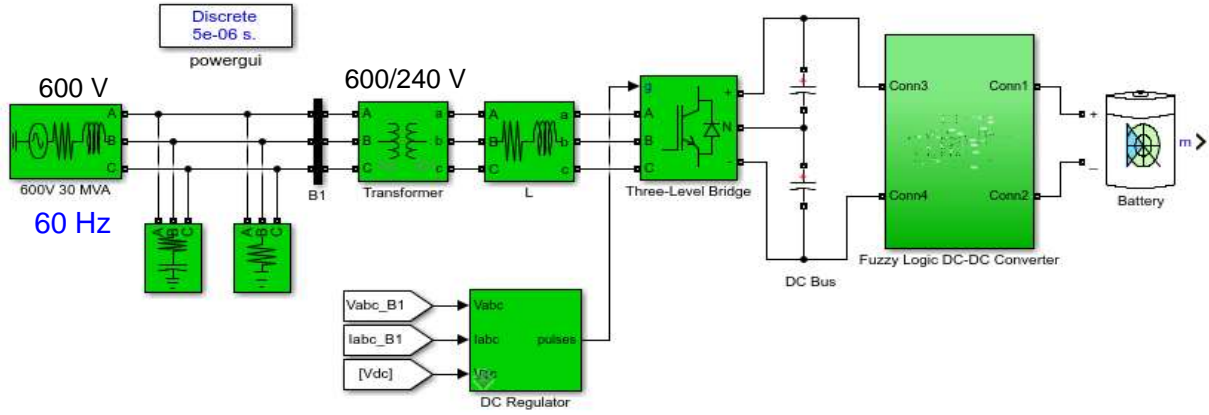 Discrete
5e-06 s.
powergui
600 V
600/240 V
A
B
C
600V 30 MVA
60 Hz
A B C
A B C
B1
A
B
C
a
b
c
Transformer
A
B
C
a
b
c
L
g
A
B
C
+
N
-
Three-Level Bridge
+
+
DC Bus
Conn3
Conn4
Conn1
Conn2
Fuzzy Logic DC-DC Converter
+
_
m
Battery
Vabc_B1
Iabc_B1
[Vdc]
Vabc
Iabc
Vdc
pulses
DC Regulator